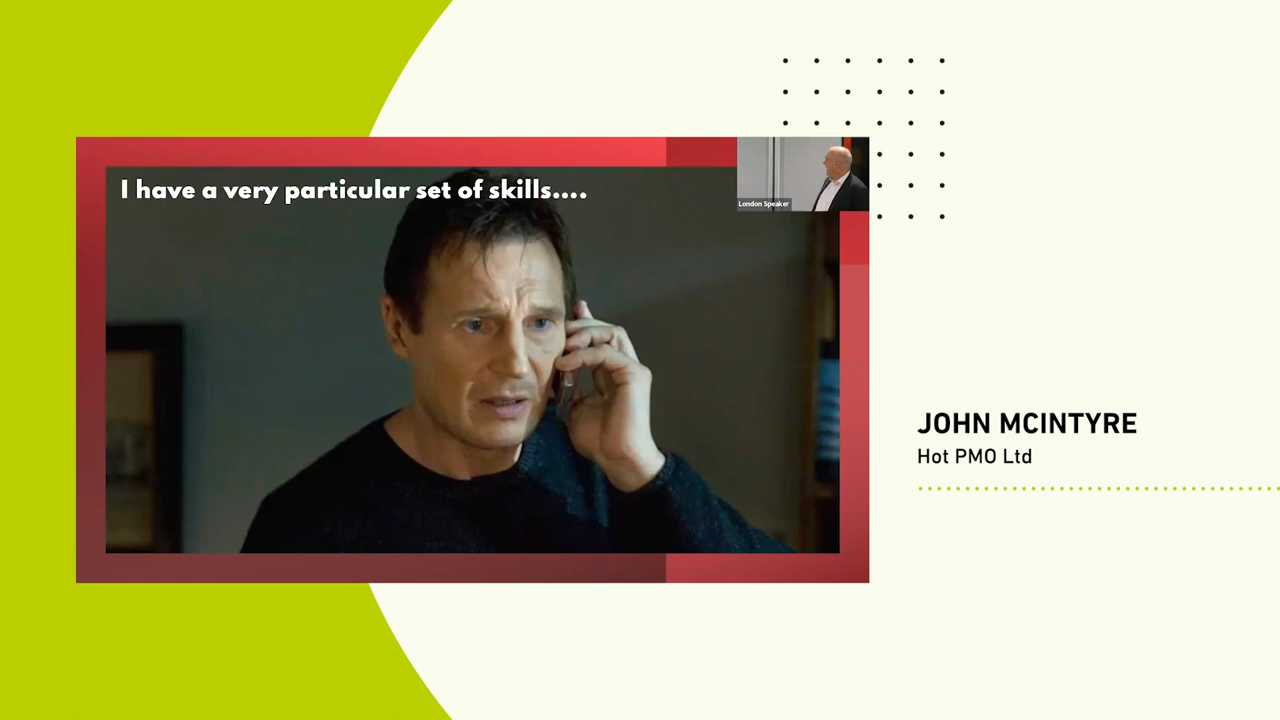 I have a very particular set of skills....
London Speaker
JOHN MCINTYRE
Hot PMO Ltd